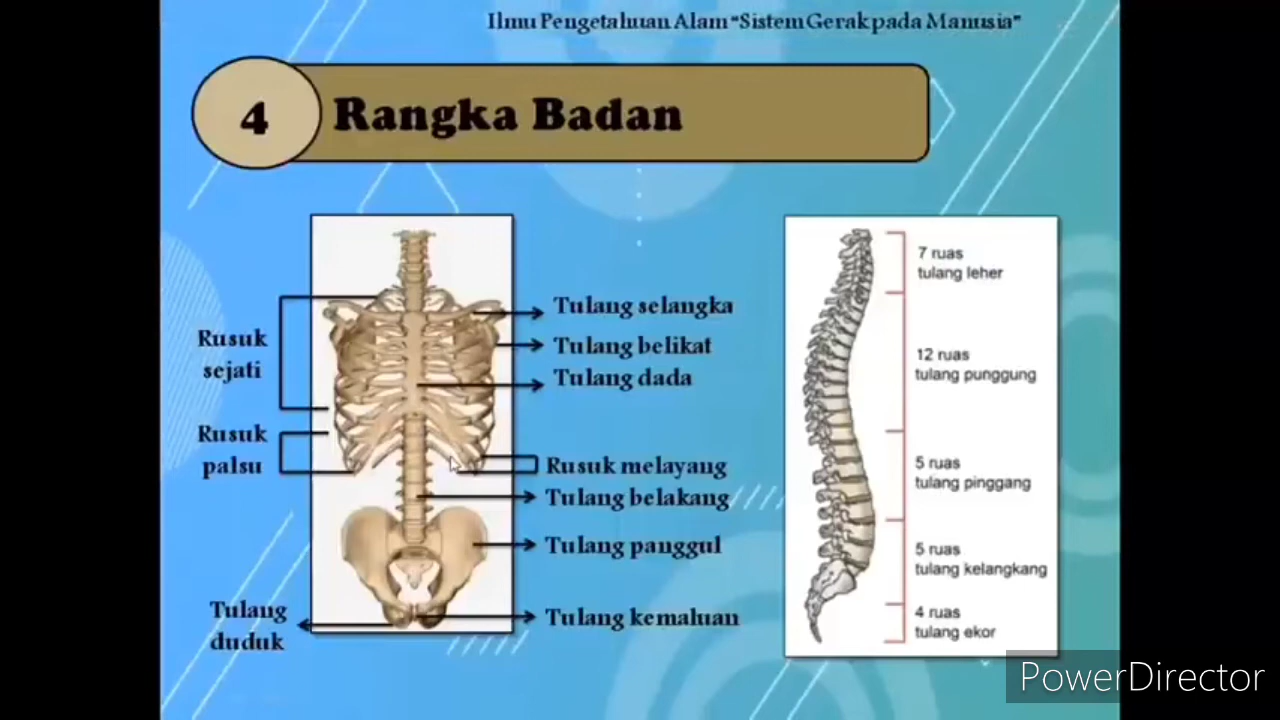 Ilmu Pengetahuan Alam "Sistem Gerak pada Manusia"
4 Rangka Badan
Rusuk
sejati
Rusuk
palsu
Tulang
duduk
Tulang selangka
Tulang belikat
Tulang dada
Rusuk melayang
Tulang belakang
Tulang panggul
Tulang kemaluan
7 ruas
tulang leher
12 ruas
tulang punggung
5 ruas
tulang pinggang
5 ruas
tulang kelangkang
4 ruas
tulang ekor
PowerDirector